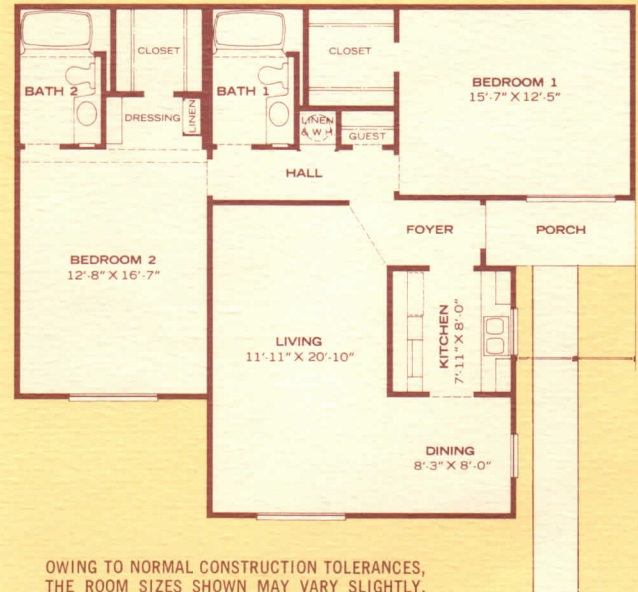 CLOSET
CLOSET
BATH 2
BATH 1
BEDROOM 1
15'-7" X 12'-5"
DRESSING
LINEN
LINEN
& W.H.
GUEST
HALL
FOYER
PORCH
BEDROOM 2
12'-8" X 16'-7"
LIVING
11'-11" X 20'-10"
KITCHEN
7'-11" X 8'-0"
DINING
8'-3" X 8'-0"
OWING TO NORMAL CONSTRUCTION TOLERANCES,
THE ROOM SIZES SHOWN MAY VARY SLIGHTLY.